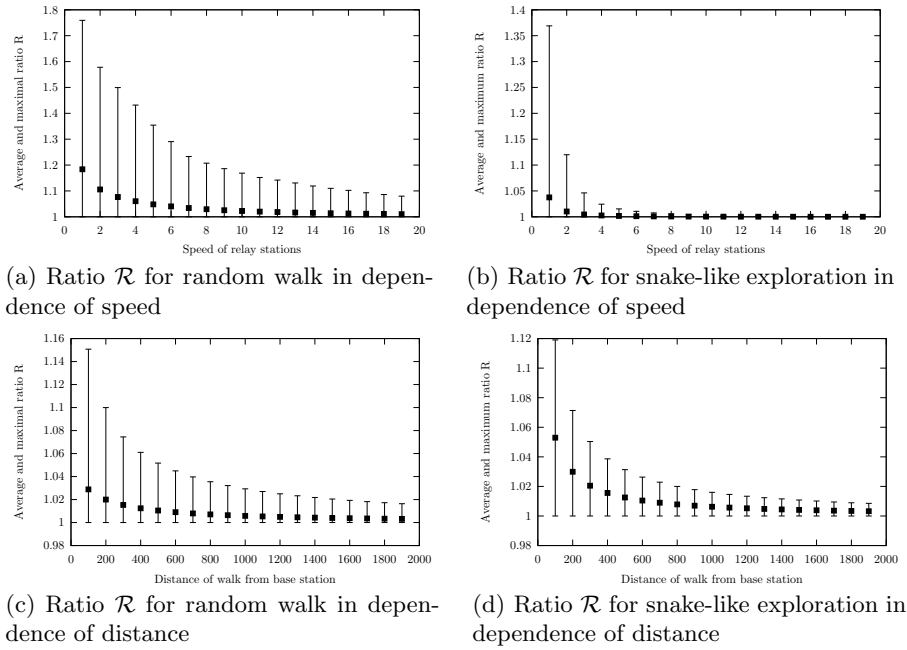 1.8
1.7
1.6
1.5
1.4
1.3
1.2
1.1
1
0 2 4 6 8 10 12 14 16 18 20
Average and maximal ratio R
Speed of relay stations
(a) Ratio R for random walk in depen-
dence of speed
1.4
1.35
1.3
1.25
1.2
1.15
1.1
1.05
1
0 2 4 6 8 10 12 14 16 18 20
Average and maximum ratio R
Speed of relay stations
(b) Ratio R for snake-like exploration in
dependence of speed
1.16
1.14
1.12
1.1
1.08
1.06
1.04
1.02
1
0.98
0 200 400 600 800 1000 1200 1400 1600 1800 2000
Average and maximal ratio R
Distance of walk from base station
(c) Ratio R for random walk in depen-
dence of distance
1.12
1.1
1.08
1.06
1.04
1.02
1
0.98
0 200 400 600 800 1000 1200 1400 1600 1800 2000
Average and maximum ratio R
Distance of walk from base station
(d) Ratio R for snake-like exploration in
dependence of distance